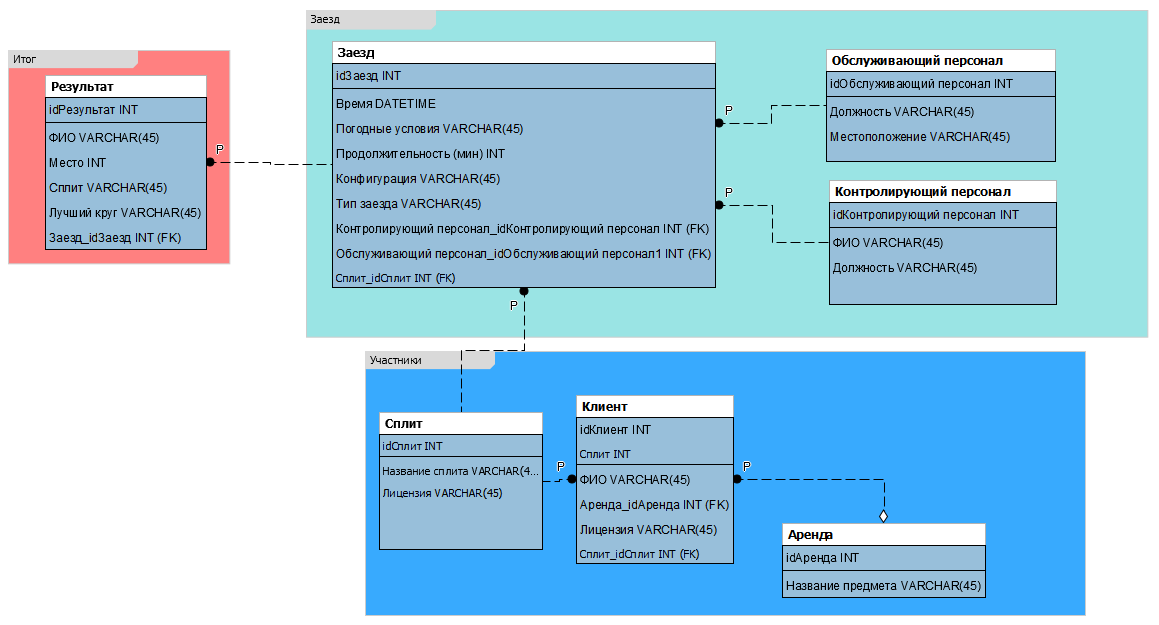 Итог
Результат
idРезультат INT
ФИО VARCHAR(45)
Место INT
Сплит VARCHAR(45)
Лучший круг VARCHAR(45)
Заезд_idЗаезд INT (FK)
P
Заезд
Заезд
idЗаезд INT
Время DATETIME
Погодные условия VARCHAR(45)
Продолжительность (мин) INT
Конфигурация VARCHAR(45)
Тип заезда VARCHAR(45)
Контролирующий персонал_idКонтролирующий персонал INT (FK)
Обслуживающий персонал_idОбслуживающий персонал1 INT (FK)
Сплит_idСплит INT (FK)
P
P
P
Обслуживающий персонал
idОбслуживающий персонал INT
Должность VARCHAR(45)
Местоположение VARCHAR(45)
Контролирующий персонал
idКонтролирующий персонал INT
ФИО VARCHAR(45)
Должность VARCHAR(45)
Участники
Сплит
idСплит INT
Название сплита VARCHAR(4...
Лицензия VARCHAR(45)
P
Клиент
idКлиент INT
Сплит INT
ФИО VARCHAR(45)
Аренда_idАренда INT (FK)
Лицензия VARCHAR(45)
Сплит_idСплит INT (FK)
P
Аренда
idАренда INT
Название предмета VARCHAR(45)